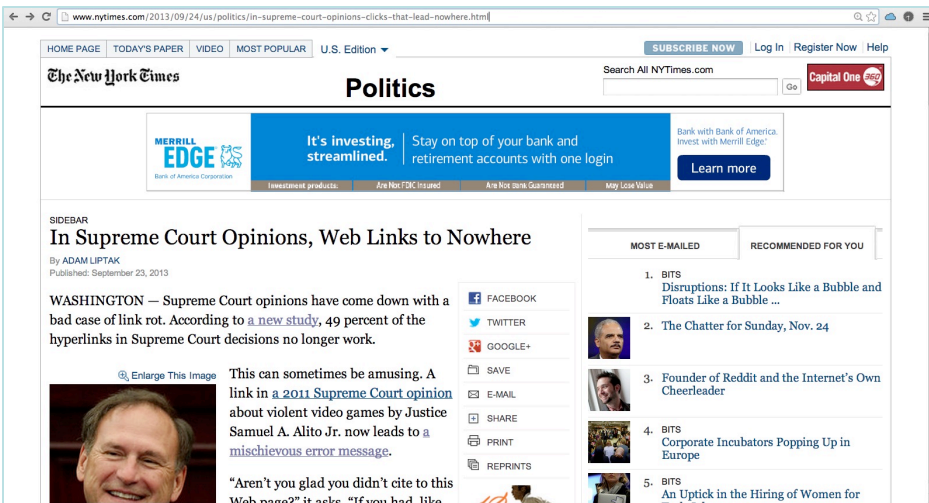 www.nytimes.com/2013/09/24/us/politics/in-supreme-court-opinions-clicks-that-lead-nowhere.html
HOME PAGE TODAY'S PAPER VIDEO MOST POPULAR U.S. Edition
SUBSCRIBE NOW Log In Register Now Help
The New York Times
Politics
Search All NYTimes.com
Go
Capital One 360
MERRILL
EDGE
Bank of America Corporation
It's investing,
streamlined.
Stay on top of your bank and
retirement accounts with one login
Investment products: Are Not FDIC Insured Are Not Bank Guaranteed May Lose Value
Bank with Bank of America.
Invest with Merrill Edge.
Learn more
SIDEBAR
In Supreme Court Opinions, Web Links to Nowhere
By ADAM LIPTAK
Published: September 23, 2013
WASHINGTON — Supreme Court opinions have come down with a
bad case of link rot. According to a new study, 49 percent of the
hyperlinks in Supreme Court decisions no longer work.
Enlarge This Image
This can sometimes be amusing. A
link in a 2011 Supreme Court opinion
about violent video games by Justice
Samuel A. Alito Jr. now leads to a
mischievous error message.
“Aren't you glad you didn't cite to this
Web page?” it asks. “If you had, like
FACEBOOK
TWITTER
GOOGLE+
SAVE
E-MAIL
SHARE
PRINT
REPRINTS
MOST E-MAILED RECOMMENDED FOR YOU
1. BITS
Disruptions: If It Looks Like a Bubble and
Floats Like a Bubble ...
2. The Chatter for Sunday, Nov. 24
3. Founder of Reddit and the Internet's Own
Cheerleader
4. BITS
Corporate Incubators Popping Up in
Europe
5. BITS
An Uptick in the Hiring of Women for